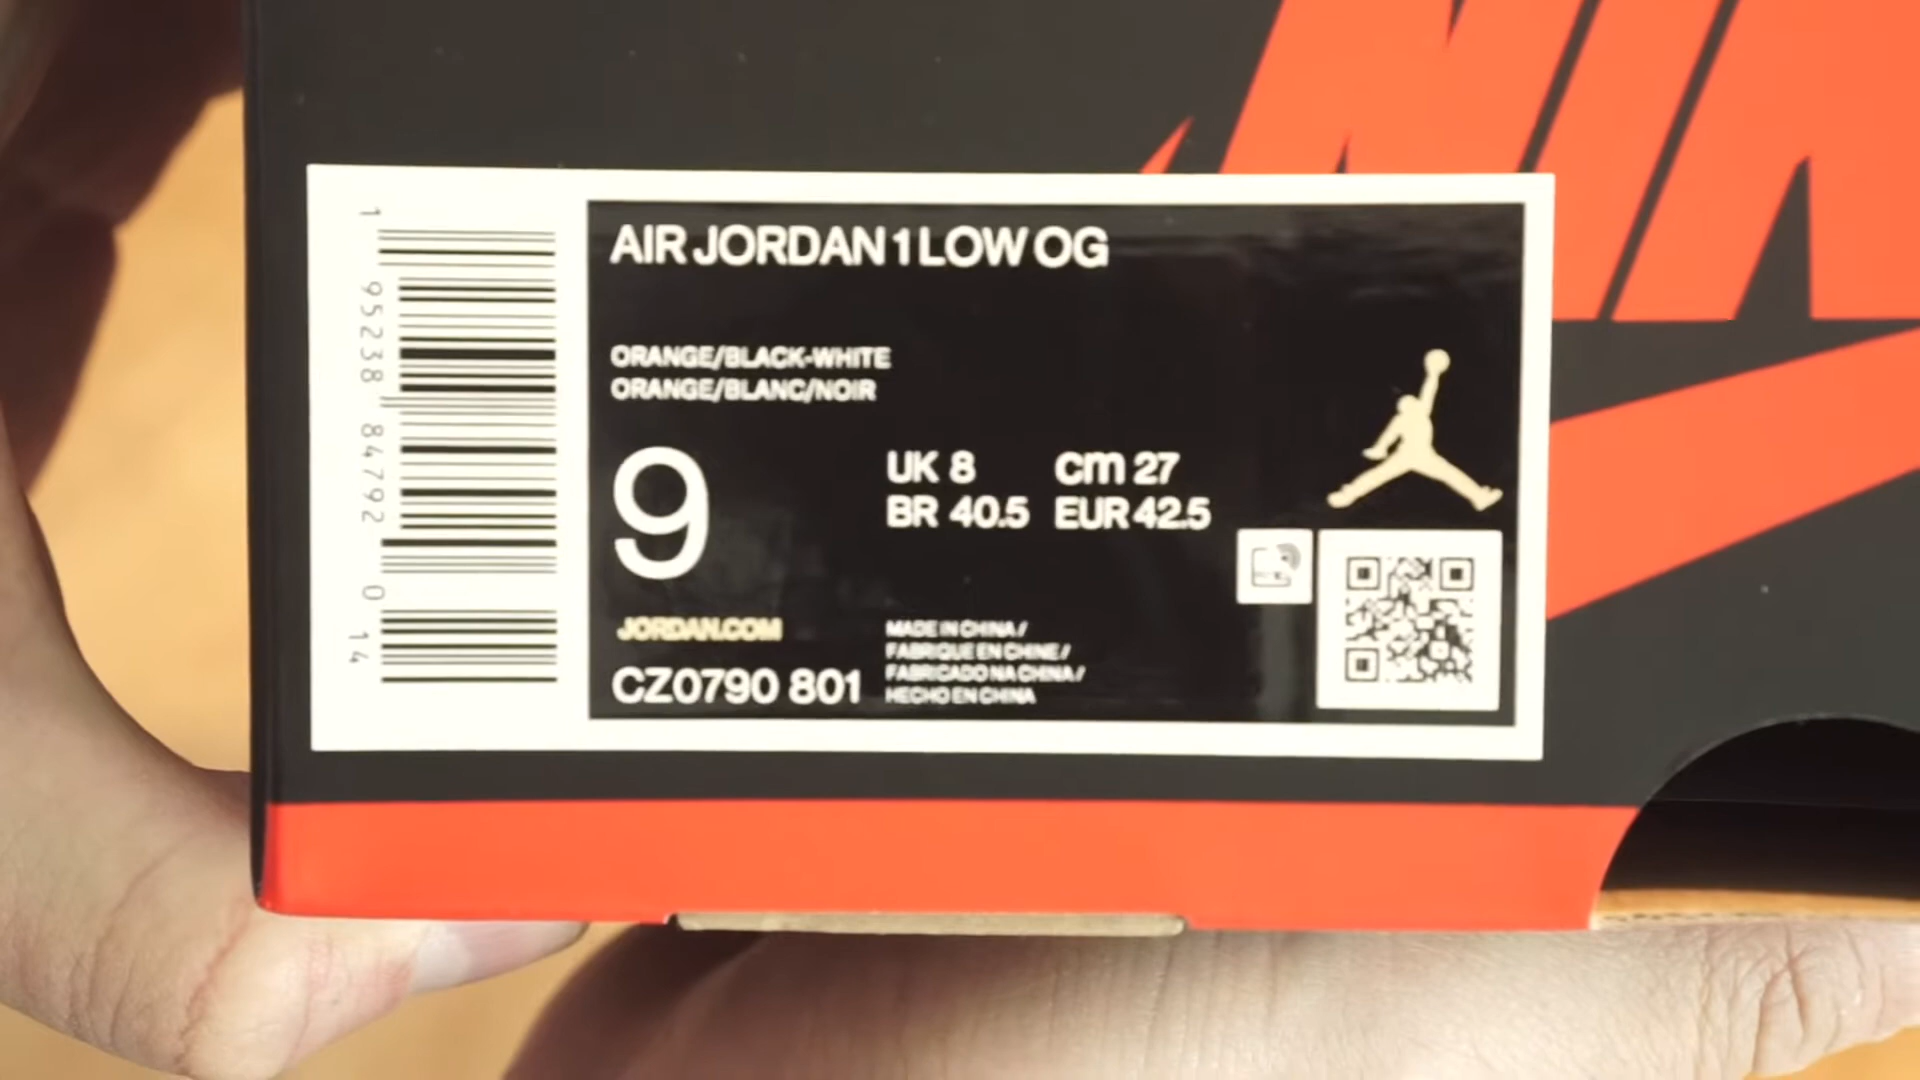 NIK
AIR JORDAN 1 LOW OG
ORANGE/BLACK-WHITE
ORANGE/BLANC/NOIR
9
UK 8 cm 27
BR 40.5 EUR 42.5
JORDAN.COM
CZ0790 801
MADE IN CHINA /
FABRIQUE EN CHINE /
FABRICADO NA CHINA /
HECHO EN CHINA
1 95238 84792 0 14